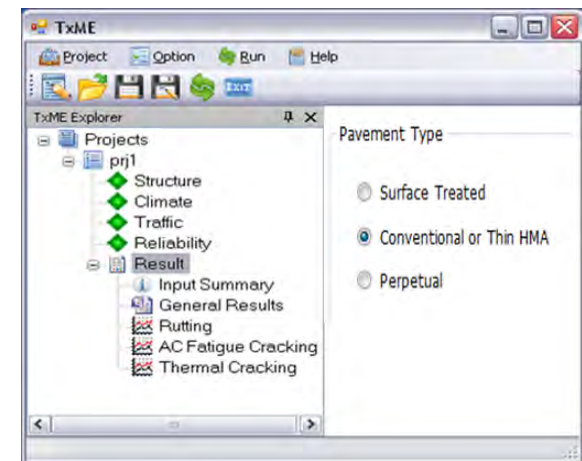 TxME
Project Option Run Help
EXIT
TxME Explorer
Projects
prj1
Structure
Climate
Traffic
Reliability
Result
Input Summary
General Results
Rutting
AC Fatigue Cracking
Thermal Cracking
Pavement Type
Surface Treated
Conventional or Thin HMA
Perpetual